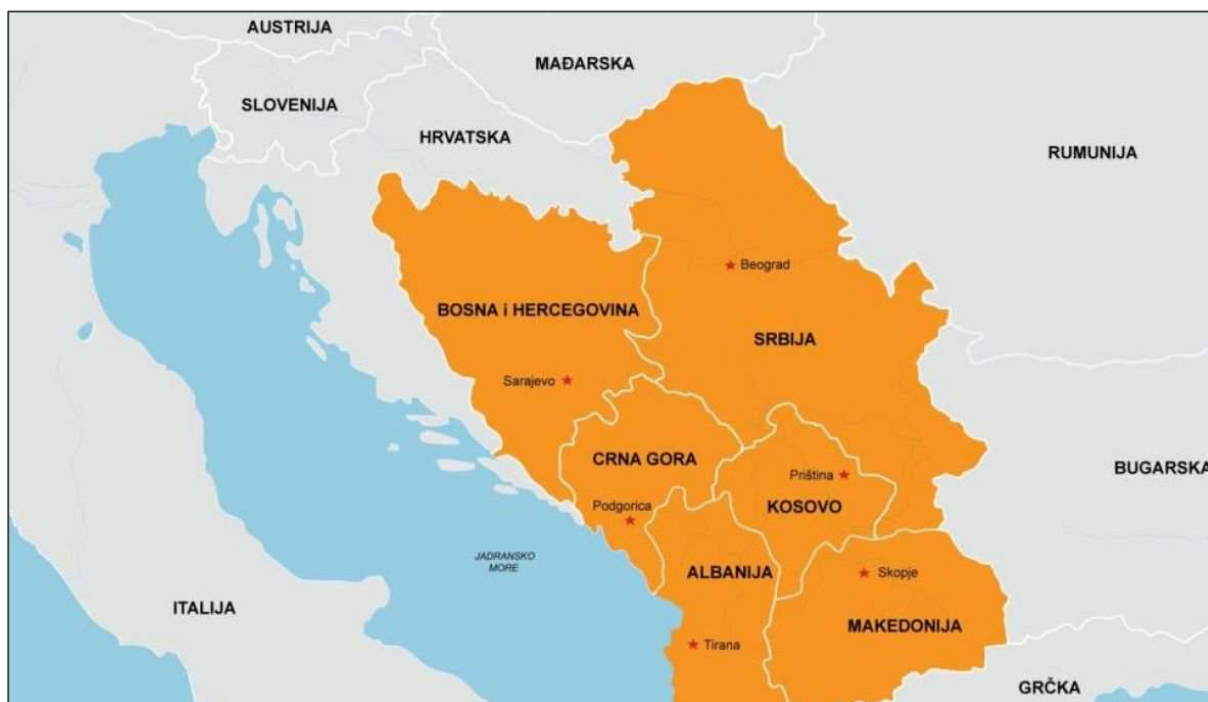 AUSTRIJA
MAĐARSKA
SLOVENIJA
HRVATSKA
RUMUNIJA
Beograd
BOSNA i HERCEGOVINA
SRBIJA
Sarajevo
CRNA GORA
BUGARSKA
Priština
KOSOVO
Podgorica
JADRANSKO
MORE
ALBANIJA
Skopje
ITALIJA
MAKEDONIJA
Tirana
GRČKA